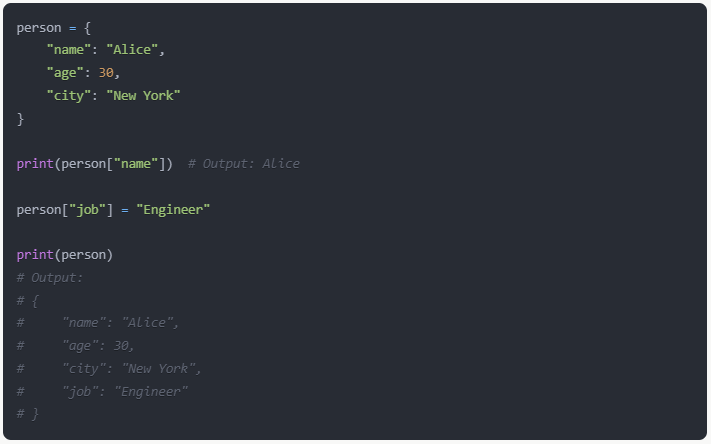 person = {
    "name": "Alice",
    "age": 30,
    "city": "New York"
}
print(person["name"])  # Output: Alice
person["job"] = "Engineer"
print(person)
# Output:
# {
#     "name": "Alice",
#     "age": 30,
#     "city": "New York",
#     "job": "Engineer"
# }